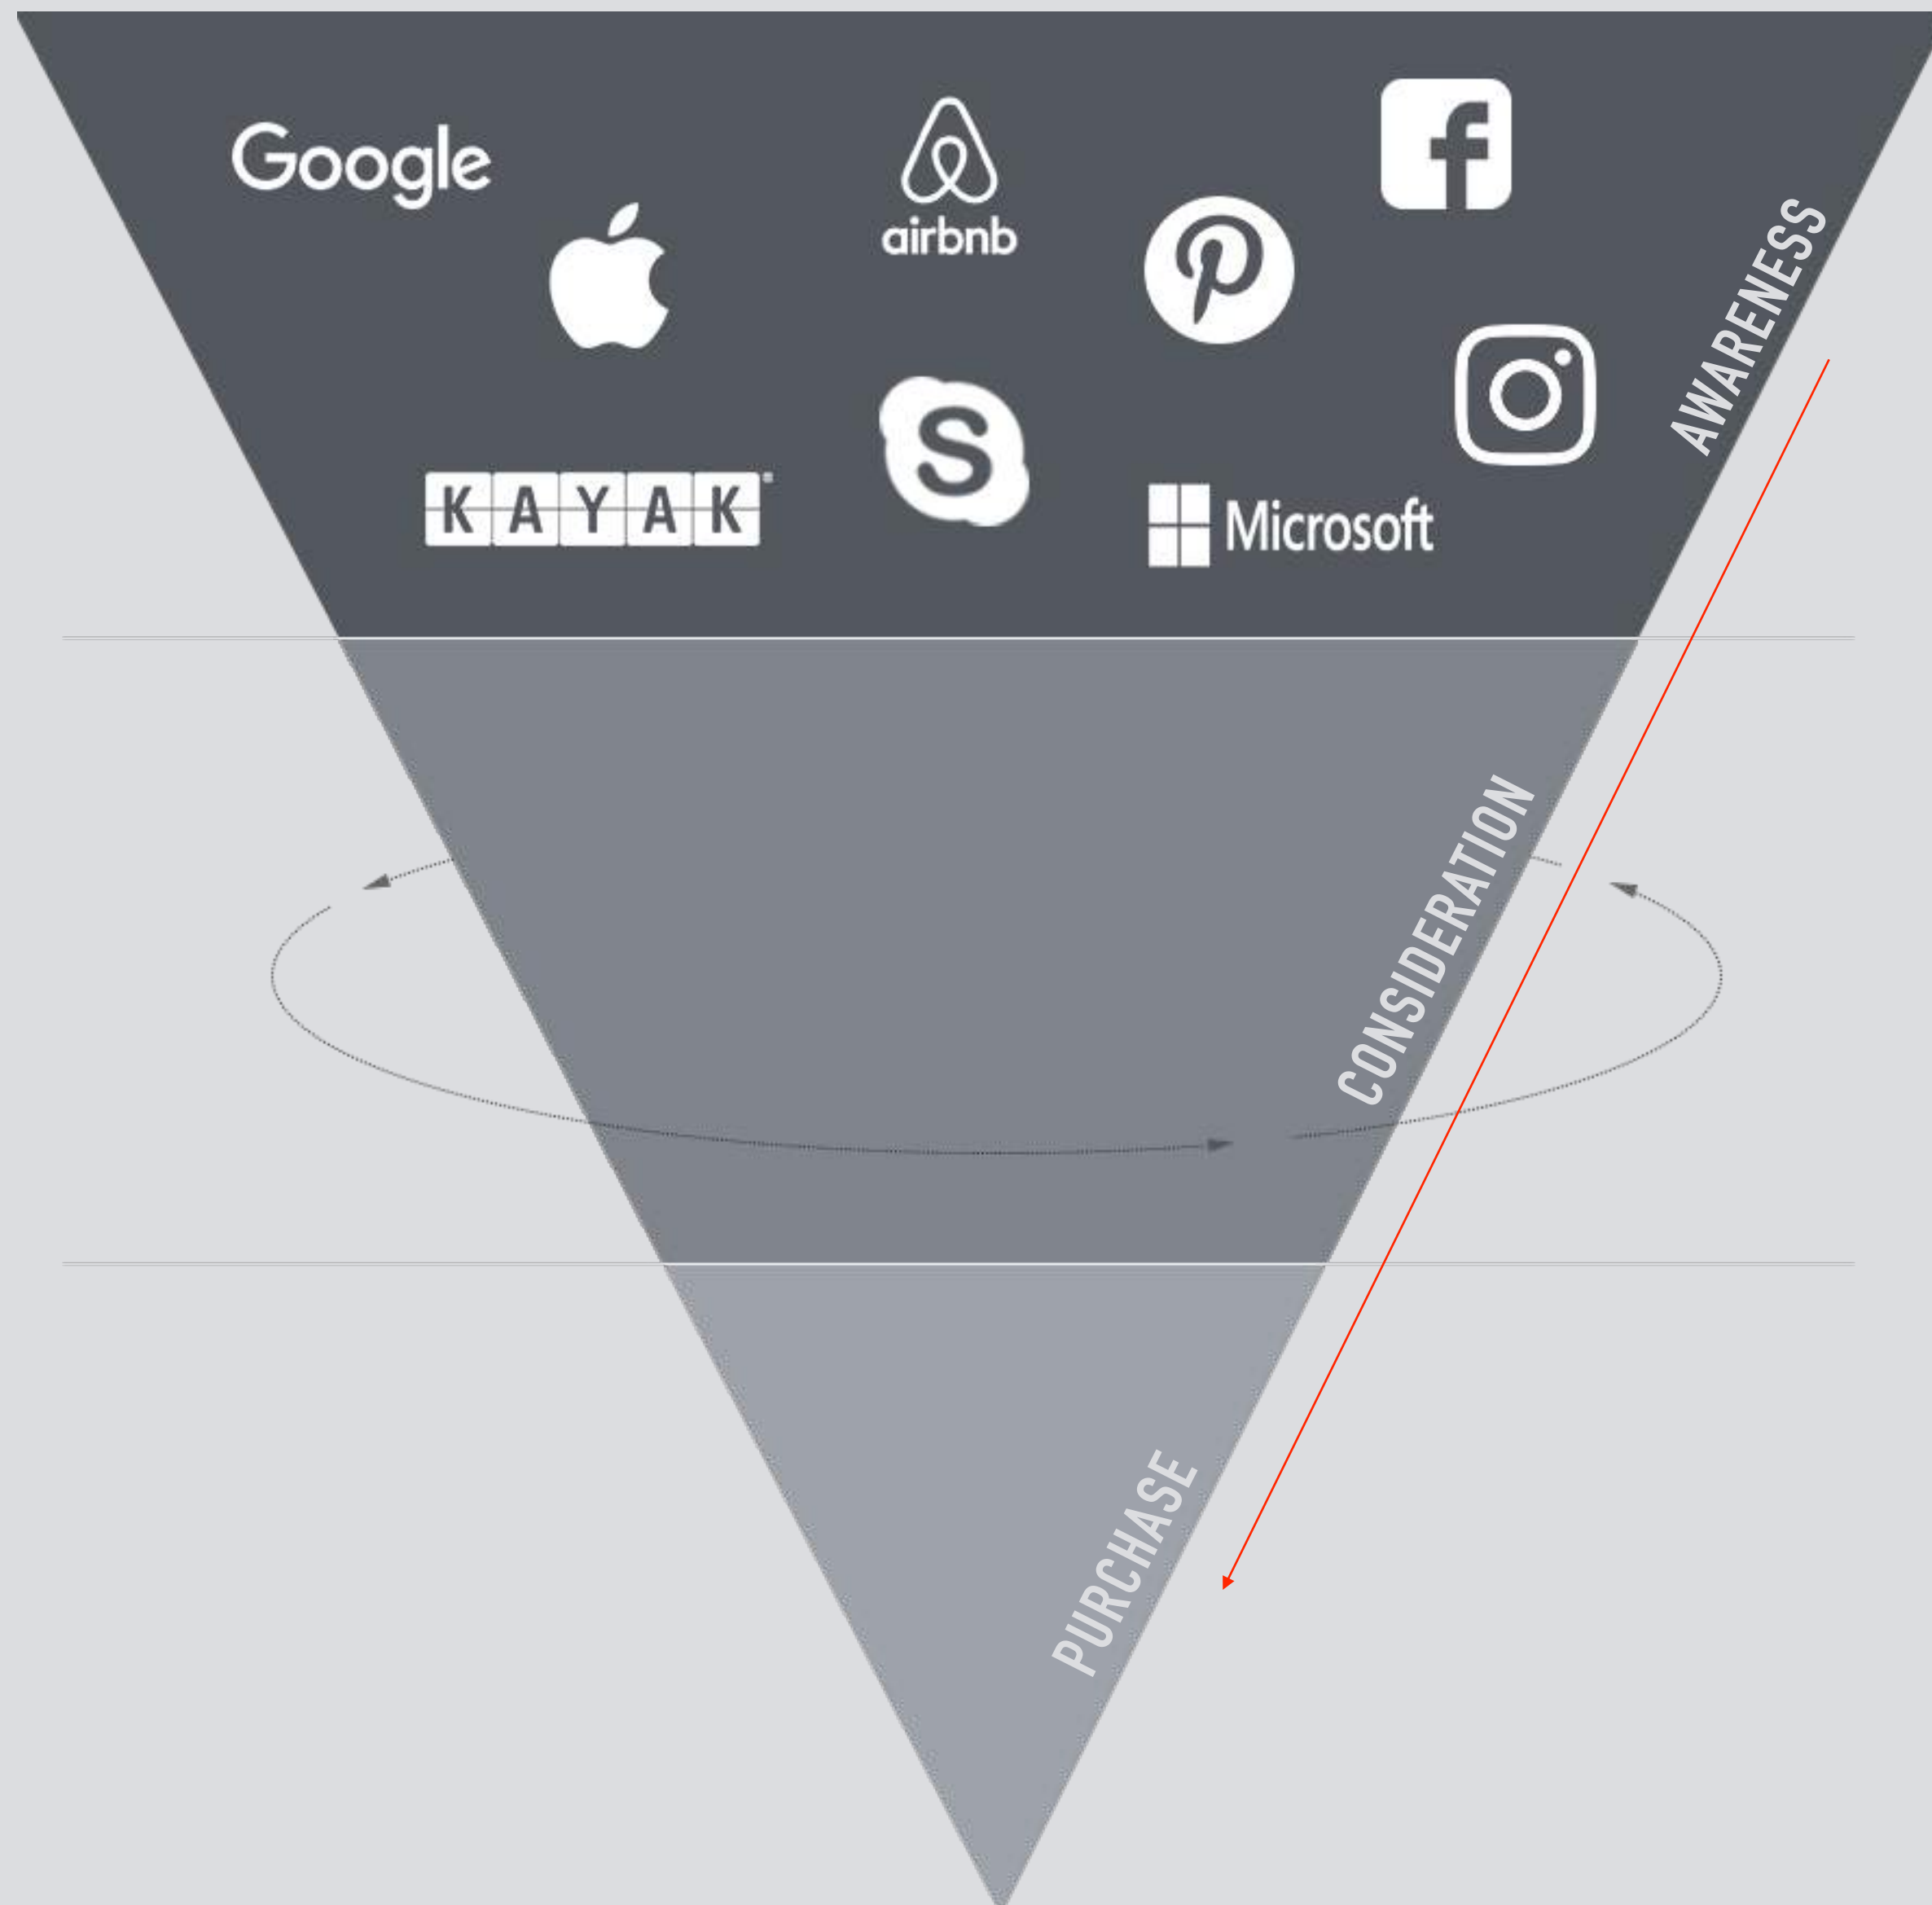 Google
airbnb
f
P
AWARENESS
S
KAYAK®
Microsoft
CONSIDERATION
PURCHASE